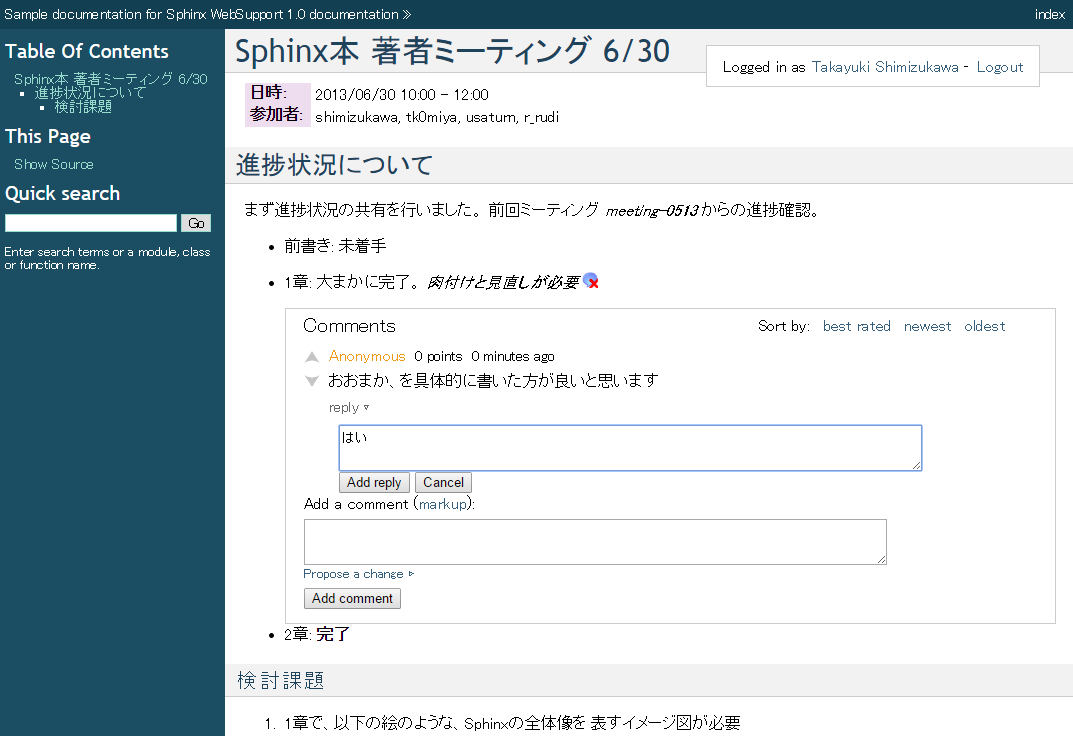 Sample documentation for Sphinx WebSupport 1.0 documentation »
index
Table Of Contents
Sphinx本 著者ミーティング 6/30
進捗状況について
検討課題
This Page
Show Source
Quick search
Go
Enter search terms or a module, class
or function name.
Sphinx本 著者ミーティング 6/30
Logged in as Takayuki Shimizukawa - Logout
日時: 2013/06/30 10:00 - 12:00
参加者: shimizukawa, tk0miya, usaturn, r_rudi
進捗状況について
まず進捗状況の共有を行いました。前回ミーティング meeting-0513からの進捗確認。
• 前書き: 未着手
• 1章: 大まかに完了。肉付けと見直しが必要
Comments
Sort by: best rated newest oldest
Anonymous 0 points 0 minutes ago
おおまか、を具体的に書いた方が良いと思います
reply ▿
はい
Add reply Cancel
Add a comment (markup):
Propose a change ▹
Add comment
• 2章: 完了
検討課題
1. 1章で、以下の絵のような、Sphinxの全体像を 表すイメージ図が必要